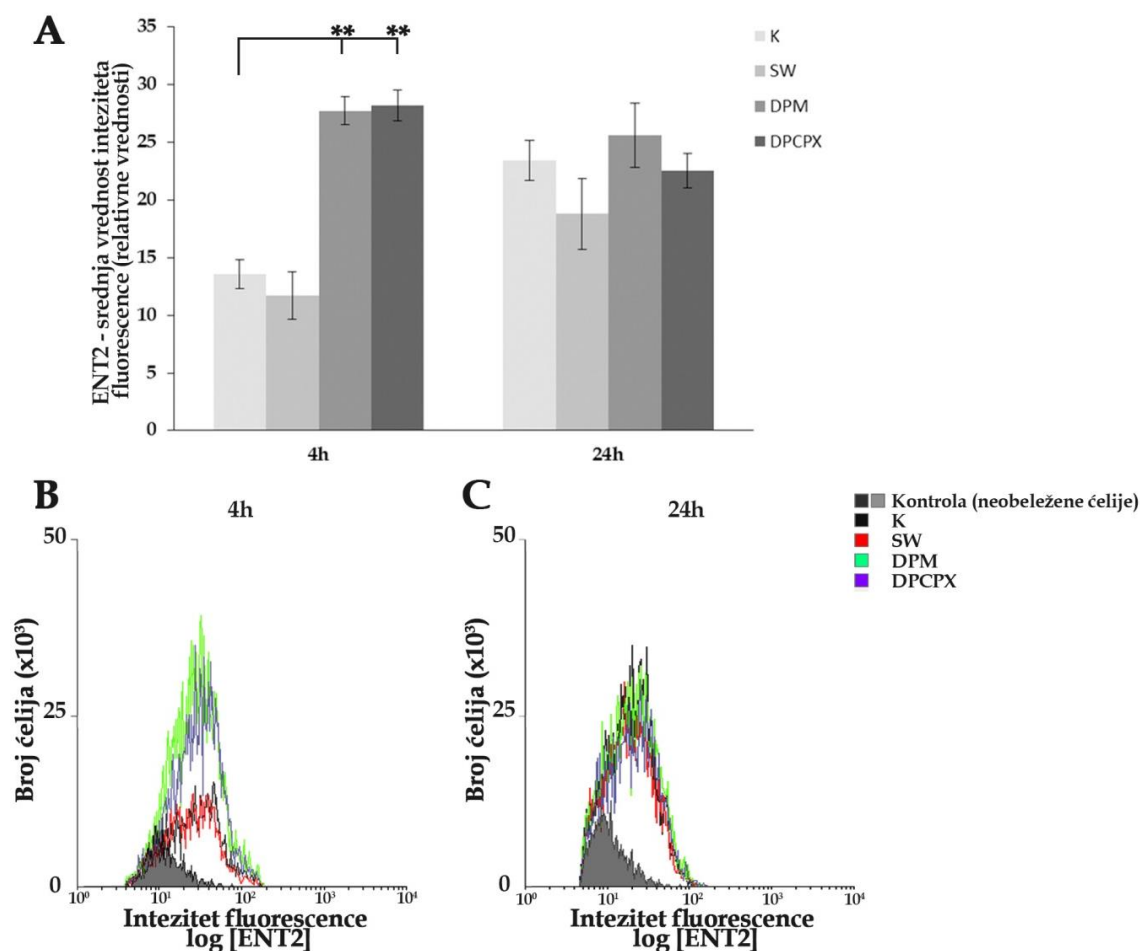 A
ENT2 - srednja vrednost inteziteta
fluorescence (relativne vrednosti)
35
30
25
20
15
10
5
0
** **
4h
24h
K
SW
DPM
DPCPX
B
4h
Broj ćelija (x10³)
50
25
0
10⁰ 10¹ 10² 10³ 10⁴
Intezitet fluorescence
log [ENT2]
C
24h
Broj ćelija (x10³)
50
25
0
10⁰ 10¹ 10² 10³ 10⁴
Intezitet fluorescence
log [ENT2]
Kontrola (neobeležene ćelije)
K
SW
DPM
DPCPX